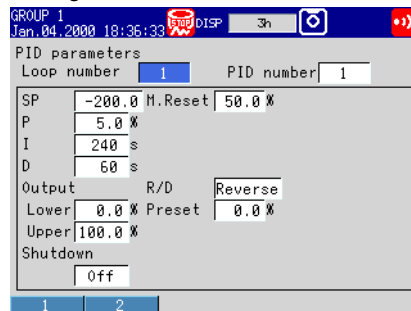 GROUP 1
Jan.04.2000 18:36:33 STOP DISP 3h
PID parameters
Loop number 1 PID number 1
SP -200.0 M.Reset 50.0 %
P 5.0 %
I 240 s
D 60 s
Output R/D Reverse
Lower 0.0 % Preset 0.0 %
Upper 100.0 %
Shutdown
Off
1 2